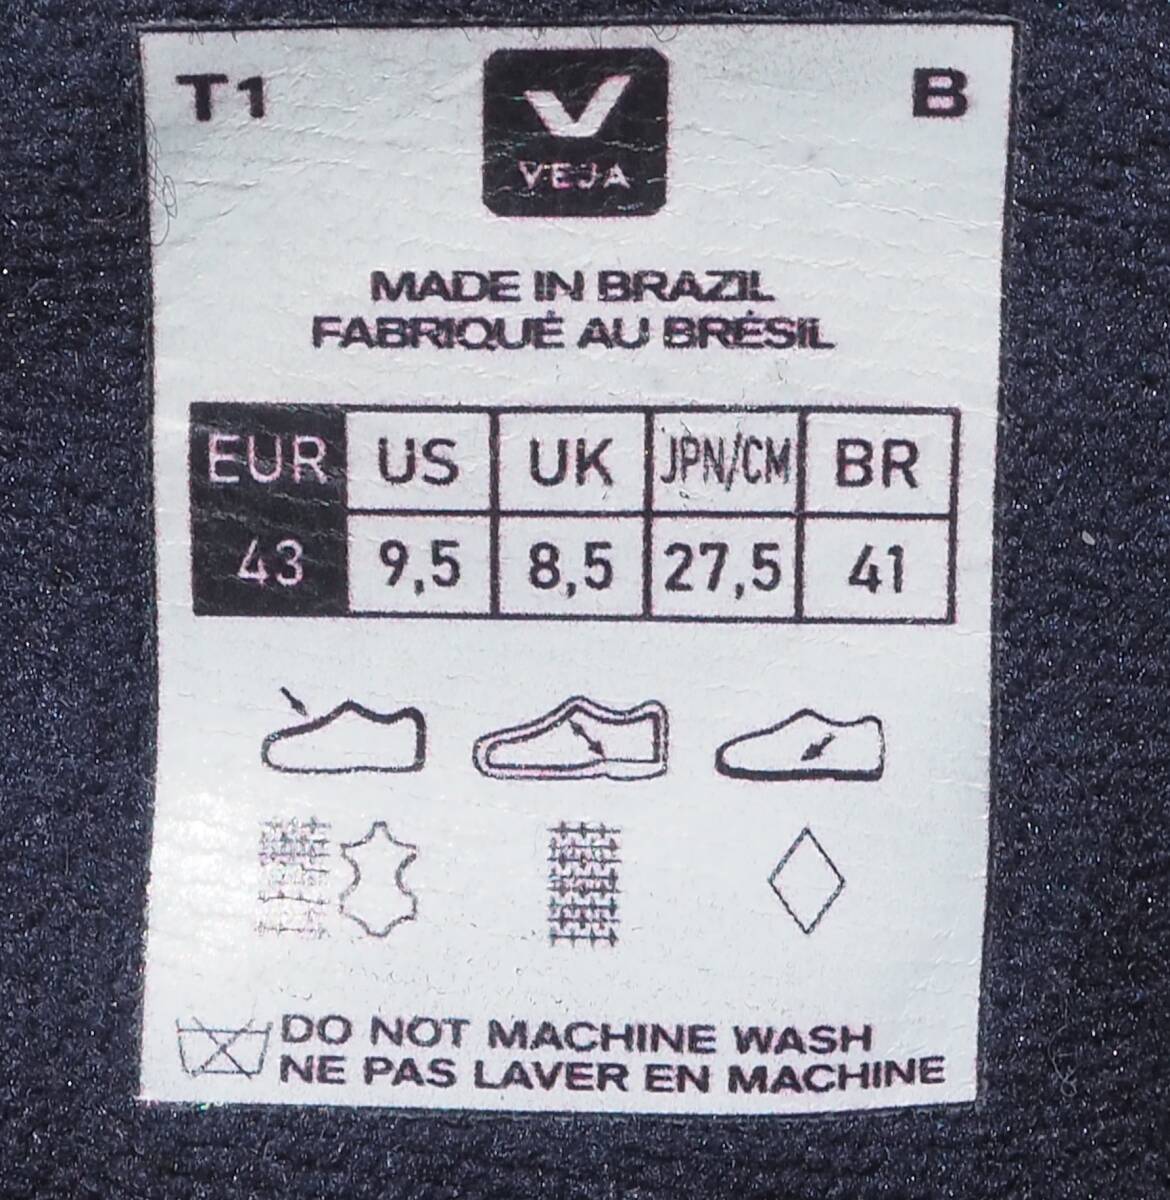 T1 B
VEJA
MADE IN BRAZIL
FABRIQUÉ AU BRÉSIL
EUR US UK JPN/CM BR
43 9,5 8,5 27,5 41
DO NOT MACHINE WASH
NE PAS LAVER EN MACHINE